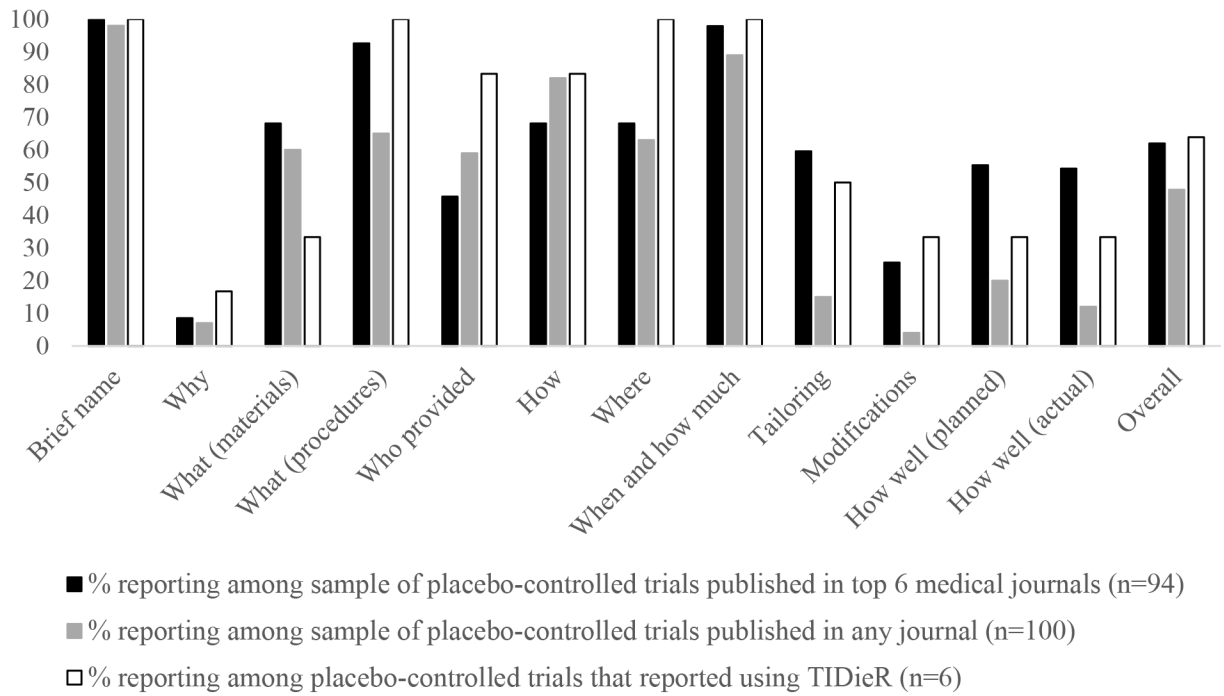 100
90
80
70
60
50
40
30
20
10
0
Brief name
Why
What (materials)
What (procedures)
Who provided
How
Where
When and how much
Tailoring
Modifications
How well (planned)
How well (actual)
Overall
% reporting among sample of placebo-controlled trials published in top 6 medical journals (n=94)
% reporting among sample of placebo-controlled trials published in any journal (n=100)
% reporting among placebo-controlled trials that reported using TIDieR (n=6)